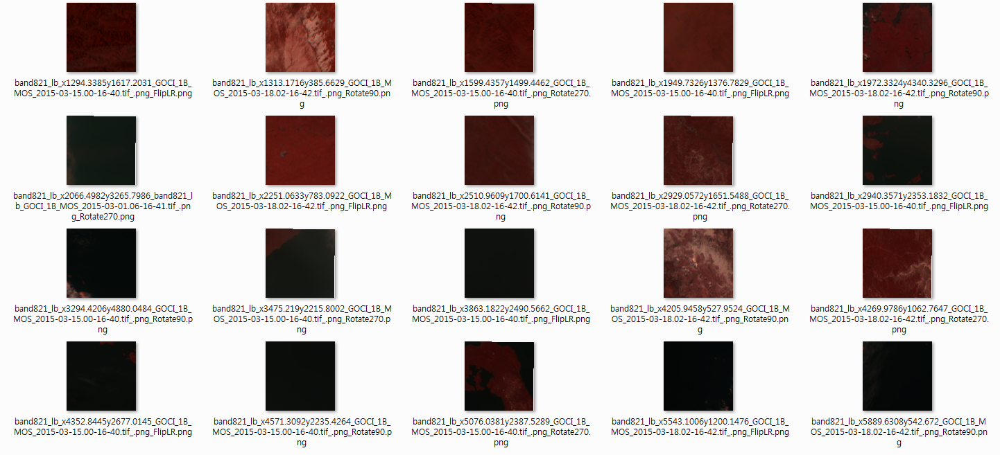 band821_lb_x1294.3385y1617.2031_GOCI_1B_
MOS_2015-03-15.00-16-40.tif_.png_FlipLR.png
band821_lb_x1313.1716y385.6629_GOCI_1B_M
OS_2015-03-18.02-16-42.tif_.png_Rotate90.pn
g
band821_lb_x1599.4357y1499.4462_GOCI_1B_
MOS_2015-03-15.00-16-40.tif_.png_Rotate270.
png
band821_lb_x1949.7326y1376.7829_GOCI_1B_
MOS_2015-03-15.00-16-40.tif_.png_FlipLR.png
band821_lb_x1972.3324y4340.3296_GOCI_1B_
MOS_2015-03-18.02-16-42.tif_.png_Rotate90.p
ng
band821_lb_x2066.4982y3265.7986_band821_l
b_GOCI_1B_MOS_2015-03-01.06-16-41.tif_.pn
g_Rotate270.png
band821_lb_x2251.0633y783.0922_GOCI_1B_M
OS_2015-03-18.02-16-42.tif_.png_FlipLR.png
band821_lb_x2510.9609y1700.6141_GOCI_1B_
MOS_2015-03-18.02-16-42.tif_.png_Rotate90.p
ng
band821_lb_x2929.0572y1651.5488_GOCI_1B_
MOS_2015-03-18.02-16-42.tif_.png_Rotate270.
png
band821_lb_x2940.3571y2353.1832_GOCI_1B_
MOS_2015-03-15.00-16-40.tif_.png_FlipLR.png
band821_lb_x3294.4206y4880.0484_GOCI_1B_
MOS_2015-03-15.00-16-40.tif_.png_Rotate90.p
ng
band821_lb_x3475.219y2215.8002_GOCI_1B_M
OS_2015-03-15.00-16-40.tif_.png_Rotate270.p
ng
band821_lb_x3863.1822y2490.5662_GOCI_1B_
MOS_2015-03-15.00-16-40.tif_.png_FlipLR.png
band821_lb_x4205.9458y527.9524_GOCI_1B_M
OS_2015-03-18.02-16-42.tif_.png_Rotate90.pn
g
band821_lb_x4269.9786y1062.7647_GOCI_1B_
MOS_2015-03-18.02-16-42.tif_.png_Rotate270.
png
band821_lb_x4352.8445y2677.0145_GOCI_1B_
MOS_2015-03-15.00-16-40.tif_.png_FlipLR.png
band821_lb_x4571.3092y2235.4264_GOCI_1B_
MOS_2015-03-15.00-16-40.tif_.png_Rotate90.p
ng
band821_lb_x5076.0381y2387.5289_GOCI_1B_
MOS_2015-03-15.00-16-40.tif_.png_Rotate270.
png
band821_lb_x5543.1006y1200.1476_GOCI_1B_
MOS_2015-03-18.02-16-42.tif_.png_FlipLR.png
band821_lb_x5889.6308y542.672_GOCI_1B_M
OS_2015-03-18.02-16-42.tif_.png_Rotate90.pn
g